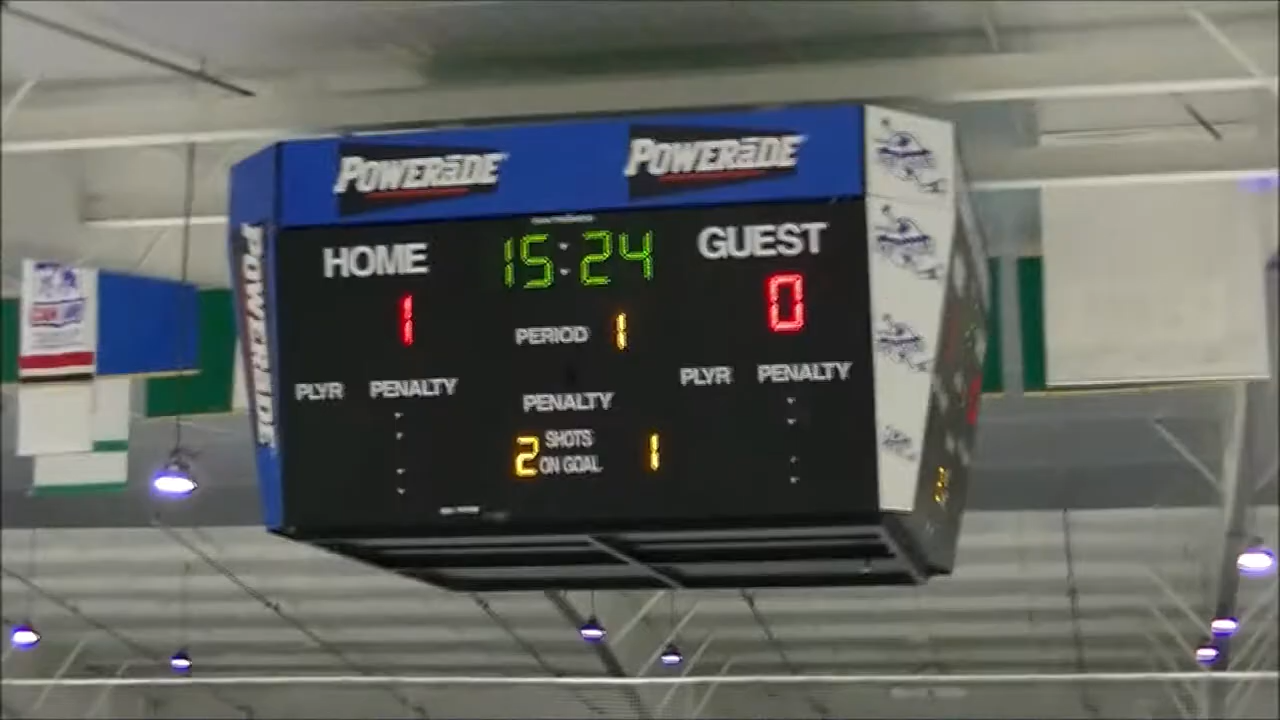 POWERADE POWERADE
POWERADE
HOME 15:24 GUEST
1 0
PERIOD 1
PLYR PENALTY PLYR PENALTY
PENALTY
2 SHOTS ON GOAL 1